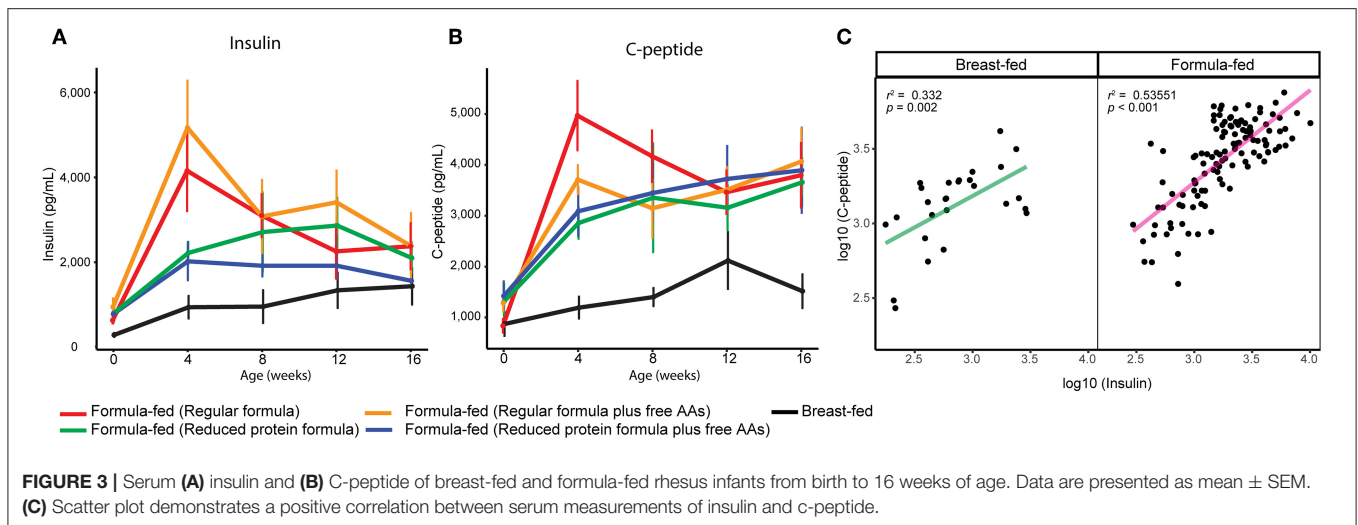 A
Insulin
Insulin (pg/mL)
6,000
4,000
2,000
0
0 4 8 12 16
Age (weeks)
B
C-peptide
C-peptide (pg/mL)
5,000
4,000
3,000
2,000
1,000
0 4 8 12 16
Age (weeks)
C
Breast-fed
Formula-fed
r² = 0.332
p = 0.002
r² = 0.53551
p < 0.001
log10 (C-peptide)
3.5
3.0
2.5
2.5 3.0 3.5 4.0
2.5 3.0 3.5 4.0
log10 (Insulin)
Formula-fed (Regular formula)
Formula-fed (Regular formula plus free AAs)
Breast-fed
Formula-fed (Reduced protein formula)
Formula-fed (Reduced protein formula plus free AAs)
FIGURE 3 | Serum (A) insulin and (B) C-peptide of breast-fed and formula-fed rhesus infants from birth to 16 weeks of age. Data are presented as mean ± SEM.
(C) Scatter plot demonstrates a positive correlation between serum measurements of insulin and c-peptide.